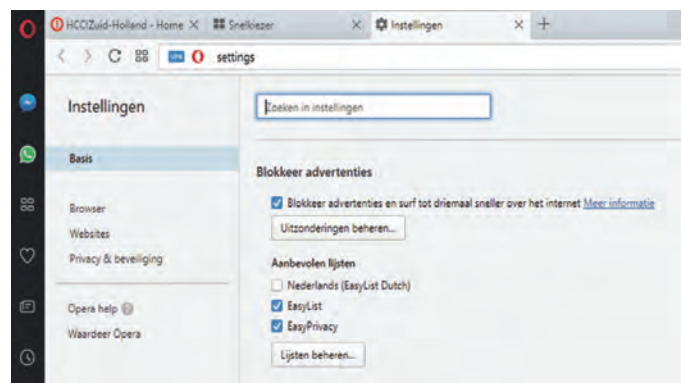 HCC!Zuid-Holland - Home
Snelkiezer
Instellingen
VPN settings
Instellingen
Zoeken in instellingen
Basis
Blokkeer advertenties
Blokkeer advertenties en surf tot driemaal sneller over het internet Meer informatie
Browser
Uitzonderingen beheren...
Websites
Privacy & beveiliging
Aanbevolen lijsten
Nederlands (EasyList Dutch)
Opera help
EasyList
Waardeer Opera
EasyPrivacy
Lijsten beheren...